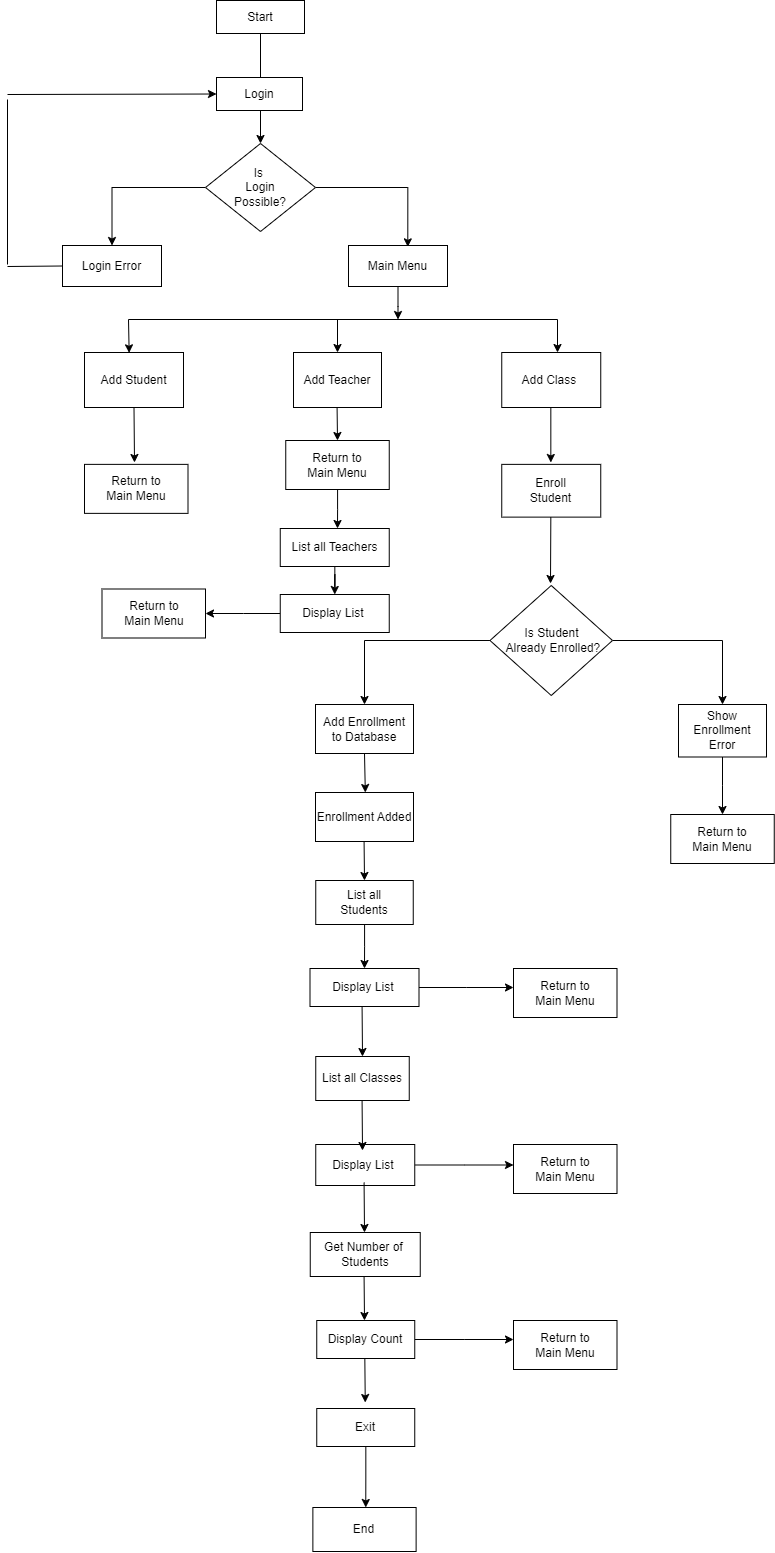 Start
Login
Is
Login
Possible?
Login Error
Main Menu
Add Student
Add Teacher
Add Class
Return to
Main Menu
Return to
Main Menu
Enroll
Student
List all Teachers
Return to
Main Menu
Display List
Is Student
Already Enrolled?
Add Enrollment
to Database
Show
Enrollment
Error
Enrollment Added
Return to
Main Menu
List all
Students
Display List
Return to
Main Menu
List all Classes
Display List
Return to
Main Menu
Get Number of
Students
Display Count
Return to
Main Menu
Exit
End